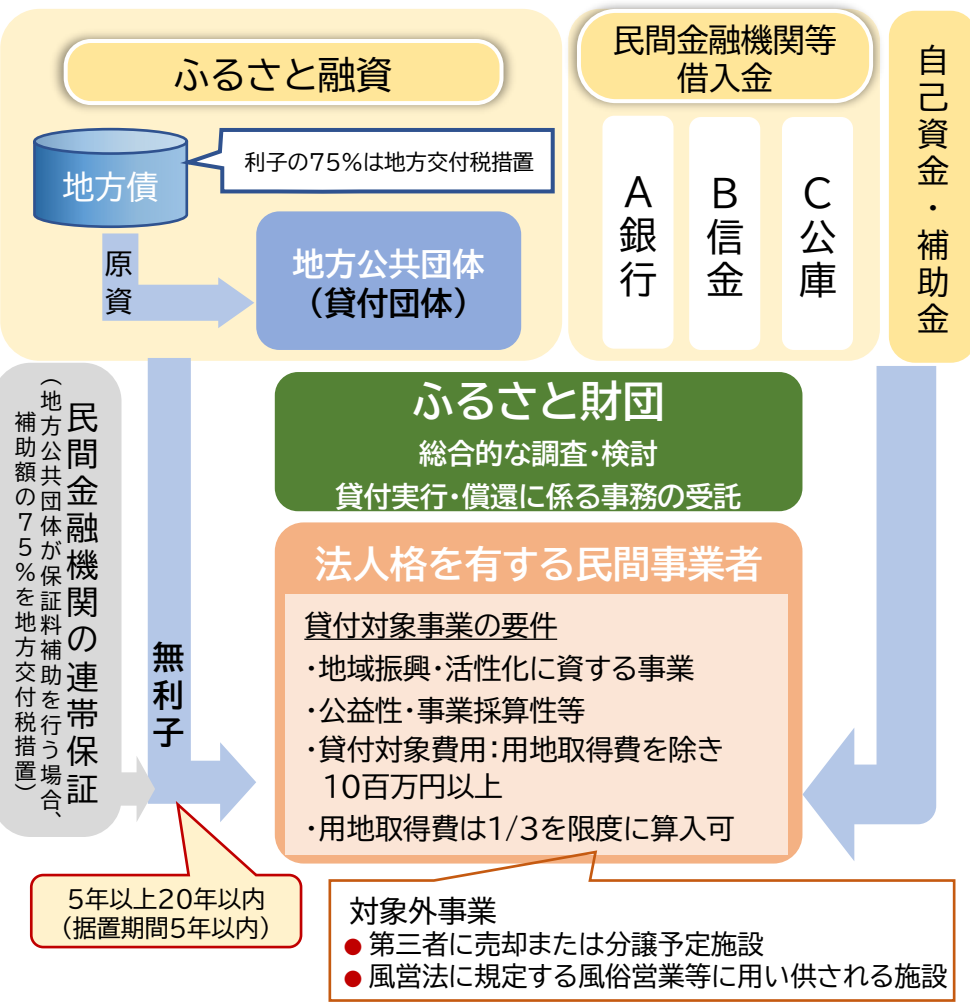 ふるさと融資
地方債
利子の75%は地方交付税措置
原資
地方公共団体
（貸付団体）
民間金融機関等
借入金
A銀行
B信金
C公庫
自己資金・補助金
民間金融機関の連帯保証
（地方公共団体が保証料補助を行う場合、
補助額の75%を地方交付税措置）
無利子
ふるさと財団
総合的な調査・検討
貸付実行・償還に係る事務の受託
法人格を有する民間事業者
貸付対象事業の要件
・地域振興・活性化に資する事業
・公益性・事業採算性等
・貸付対象費用：用地取得費を除き
10百万円以上
・用地取得費は1/3を限度に算入可
5年以上20年以内
（据置期間5年以内）
対象外事業
● 第三者に売却または分譲予定施設
● 風営法に規定する風俗営業等に用い供される施設